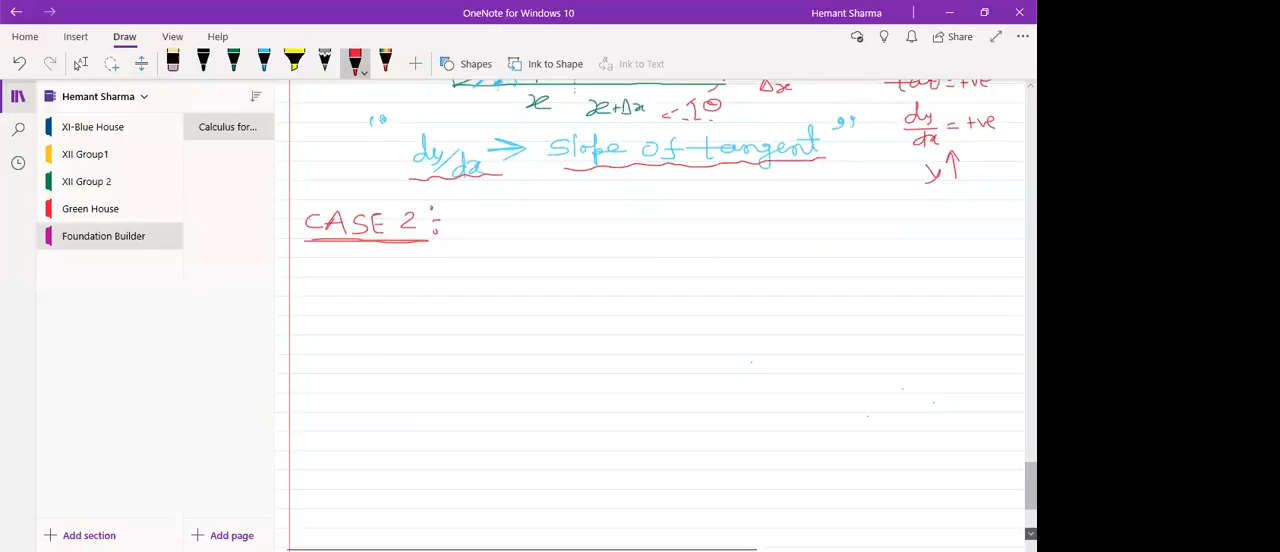 OneNote for Windows 10
Hemant Sharma
Home Insert Draw View Help
Share
Shapes Ink to Shape Ink to Text
Hemant Sharma
XI-Blue House
XII Group1
XII Group 2
Green House
Foundation Builder
Calculus for...
Add section
Add page
= +ve
x x+Δx Δx
θ
dy/dx = +ve
"dy/dx → Slope of tangent"
y ↑
CASE 2 :-